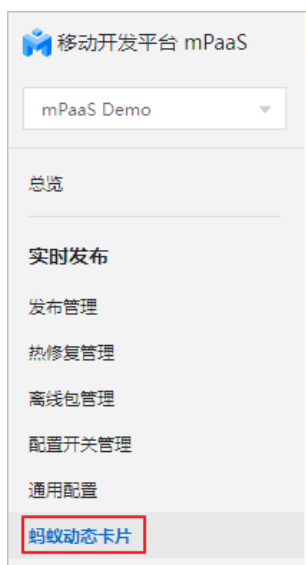 移动开发平台 mPaaS
mPaaS Demo
总览
实时发布
发布管理
热修复管理
离线包管理
配置开关管理
通用配置
蚂蚁动态卡片